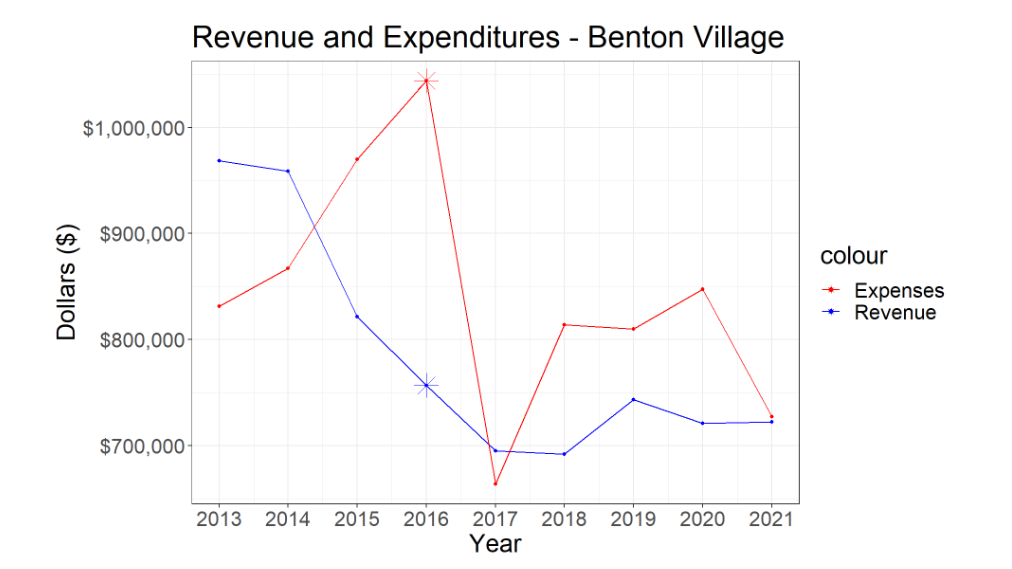 Revenue and Expenditures - Benton Village
$1,000,000
$900,000
$800,000
$700,000
Dollars ($)
2013 2014 2015 2016 2017 2018 2019 2020 2021
Year
colour
Expenses
Revenue